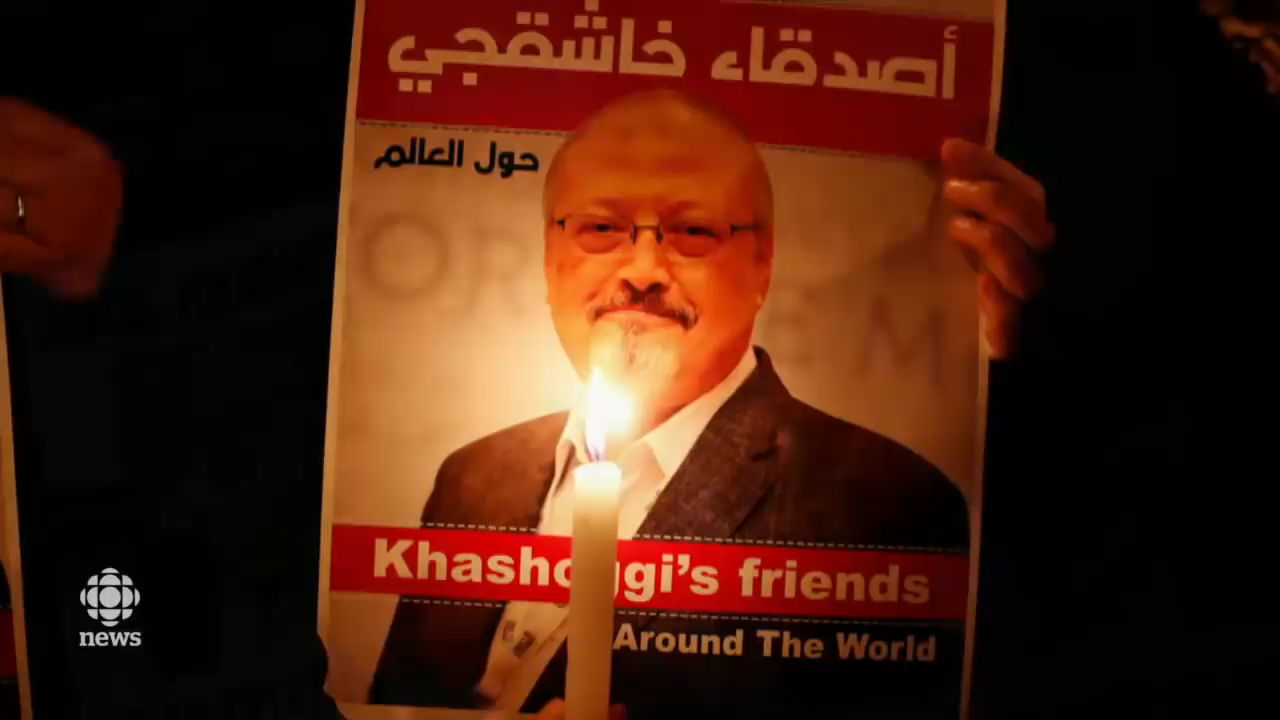 أصدقاء خاشقجي
حول العالم
Khashoggi's friends
Around The World
news